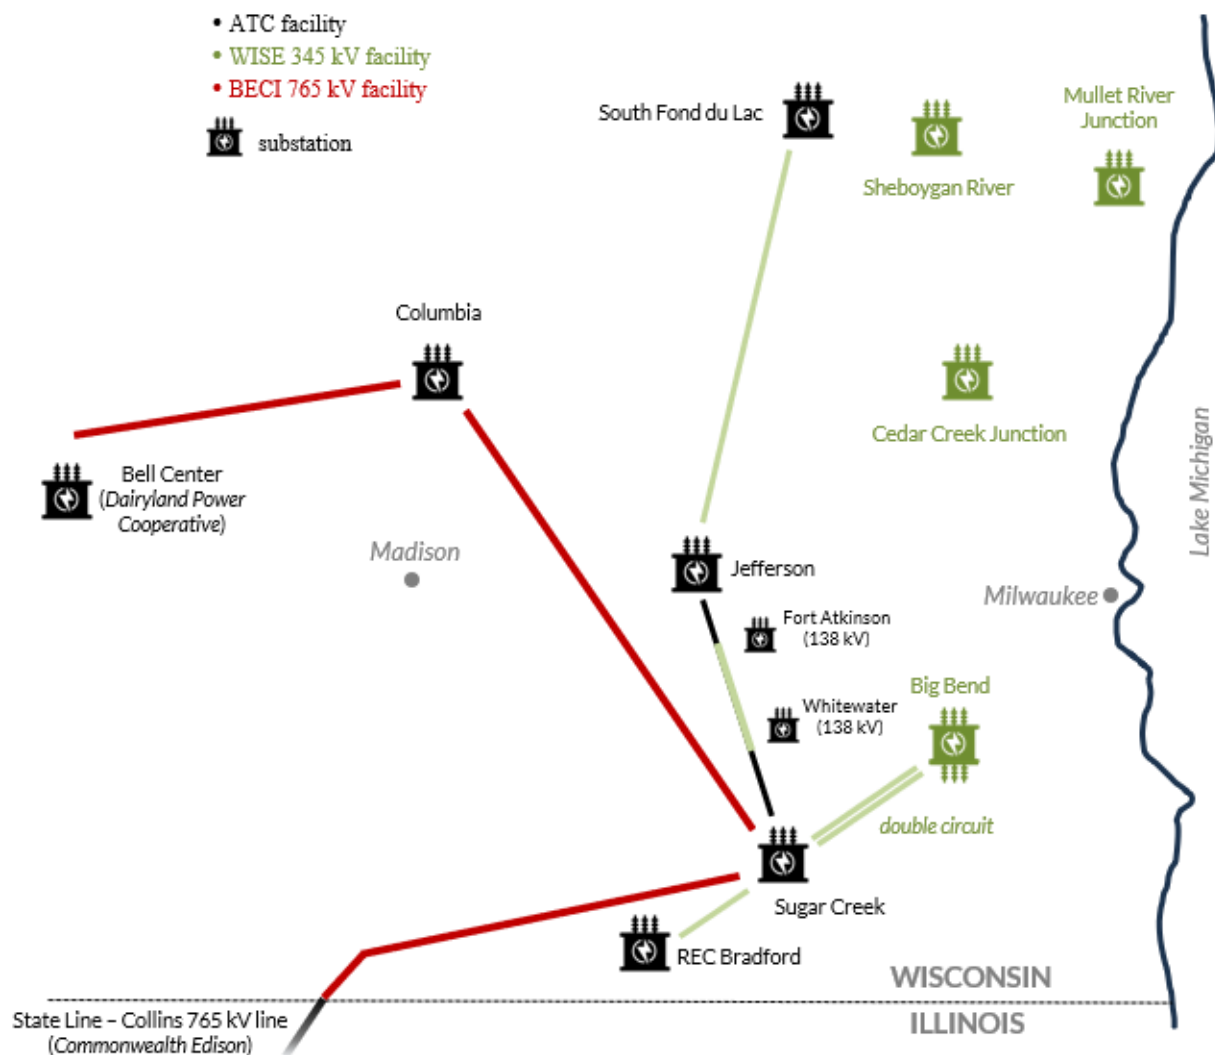 • ATC facility
• WISE 345 kV facility
• BECI 765 kV facility
substation
South Fond du Lac
Sheboygan River
Mullet River
Junction
Columbia
Cedar Creek Junction
Lake Michigan
Bell Center
(Dairyland Power
Cooperative)
Madison
Jefferson
Milwaukee
Fort Atkinson
(138 kV)
Whitewater
(138 kV)
Big Bend
double circuit
Sugar Creek
REC Bradford
WISCONSIN
ILLINOIS
State Line – Collins 765 kV line
(Commonwealth Edison)